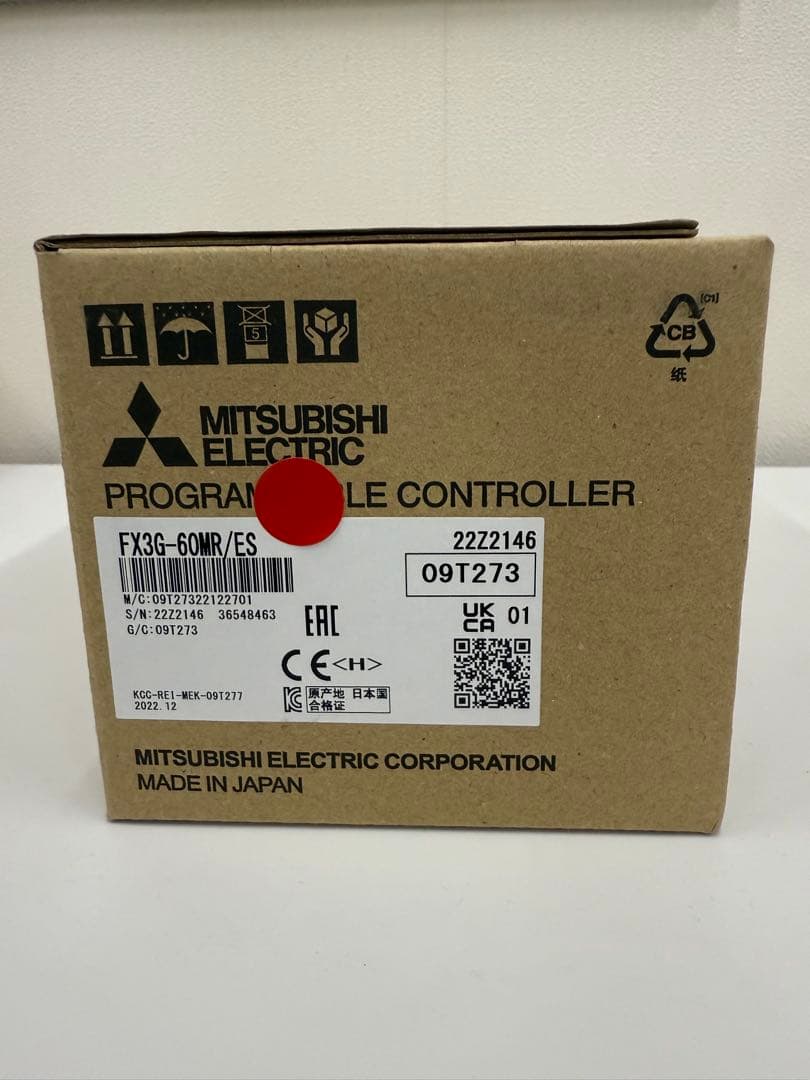 5
[C1]
CB
纸
MITSUBISHI
ELECTRIC
CONTROLLER
FX3G-60MR/ES
22Z2146
09T273
M/C:09T27322122701
S/N:22Z2146 36548463
G/C:09T273
EAC
UK
CA 01
CE <H>
原产地 日本国
合格证
KCC-REI-MEK-09T277
2022.12
MITSUBISHI ELECTRIC CORPORATION
MADE IN JAPAN